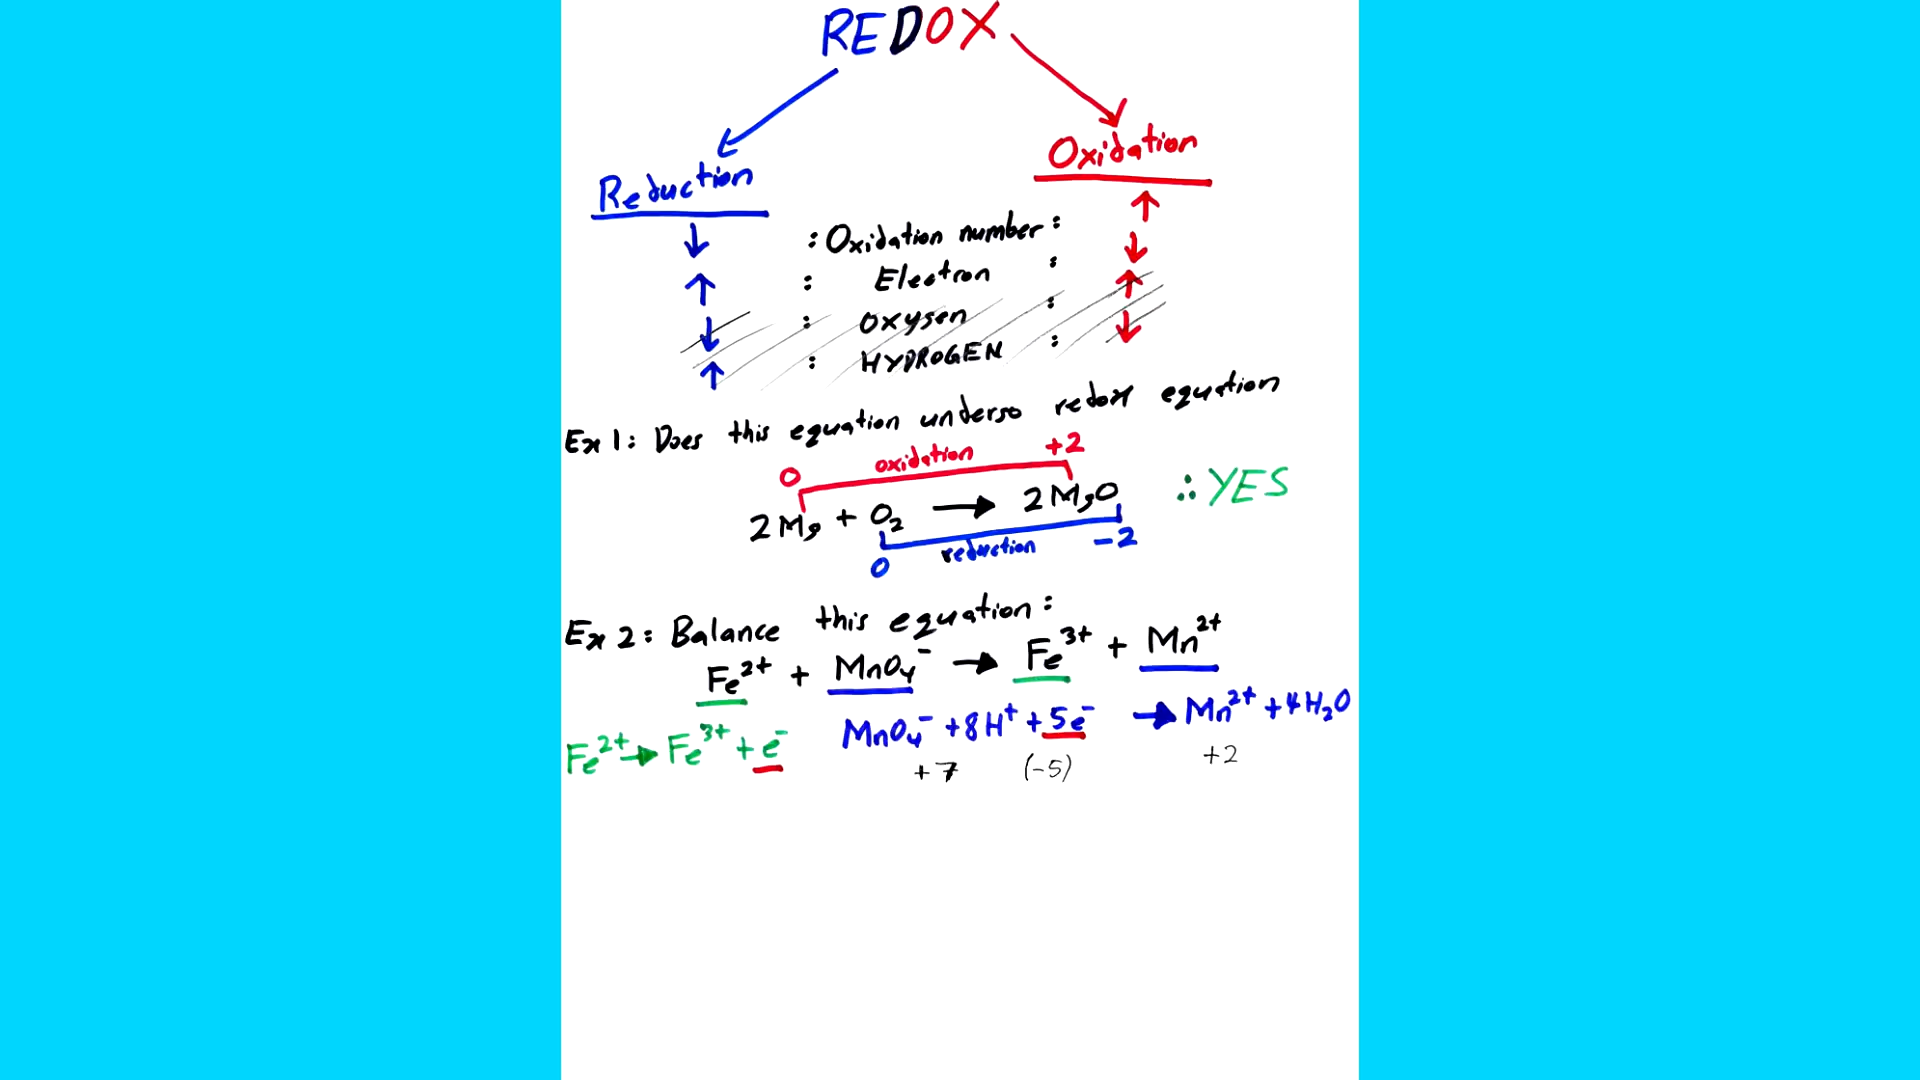 REDOX
Reduction
Oxidation
↓ : Oxidation number : ↑
↑ : Electron : ↓
↓ : OXYgen : ↑
↑ : HYDROGEN : ↓
Ex 1: Does this equation undergo redox equation
0 oxidation +2
2Mg + O₂ → 2MgO ∴ YES
0 reduction -2
Ex 2: Balance this equation:
Fe²⁺ + MnO₄⁻ → Fe³⁺ + Mn²⁺
Fe²⁺ → Fe³⁺ + e⁻
MnO₄⁻ + 8H⁺ + 5e⁻ → Mn²⁺ + 4H₂O
+7 (-5) +2